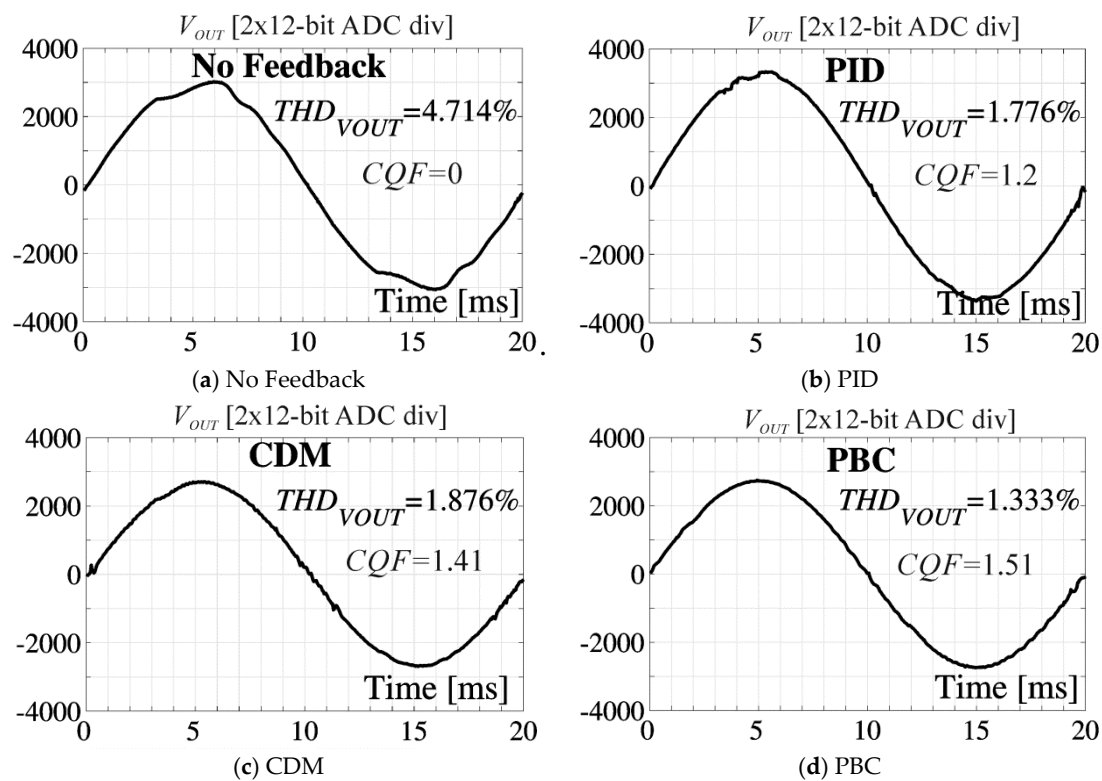 V_OUT [2x12-bit ADC div]
4000
No Feedback
THD_VOUT=4.714%
2000
CQF=0
0
-2000
Time [ms]
-4000
0 5 10 15 20 .
(a) No Feedback
V_OUT [2x12-bit ADC div]
4000
PID
THD_VOUT=1.776%
2000
CQF=1.2
0
-2000
Time [ms]
-4000
0 5 10 15 20
(b) PID
V_OUT [2x12-bit ADC div]
4000
CDM
THD_VOUT=1.876%
2000
CQF=1.41
0
-2000
Time [ms]
-4000
0 5 10 15 20
(c) CDM
V_OUT [2x12-bit ADC div]
4000
PBC
THD_VOUT=1.333%
2000
CQF=1.51
0
-2000
Time [ms]
-4000
0 5 10 15 20
(d) PBC